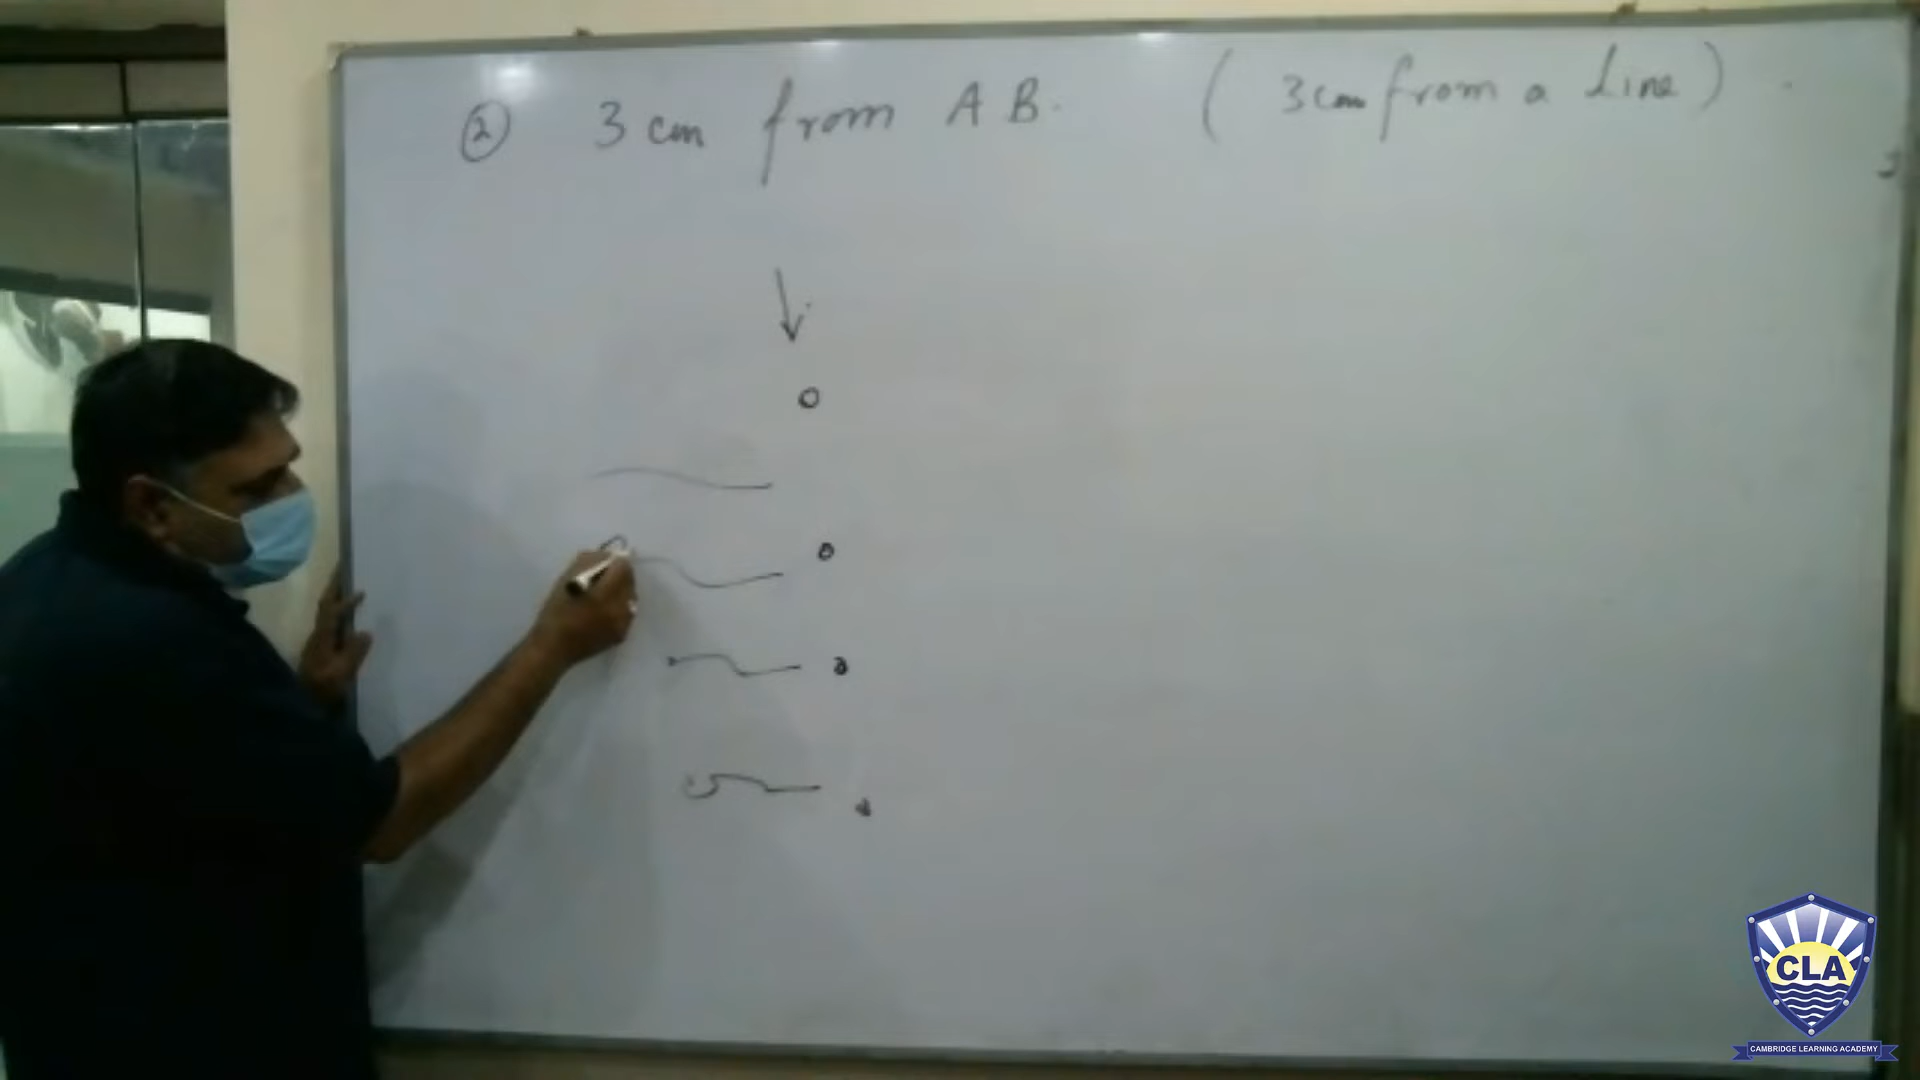 ② 3 cm from AB. ( 3cm from a line )
CLA
CAMBRIDGE LEARNING ACADEMY